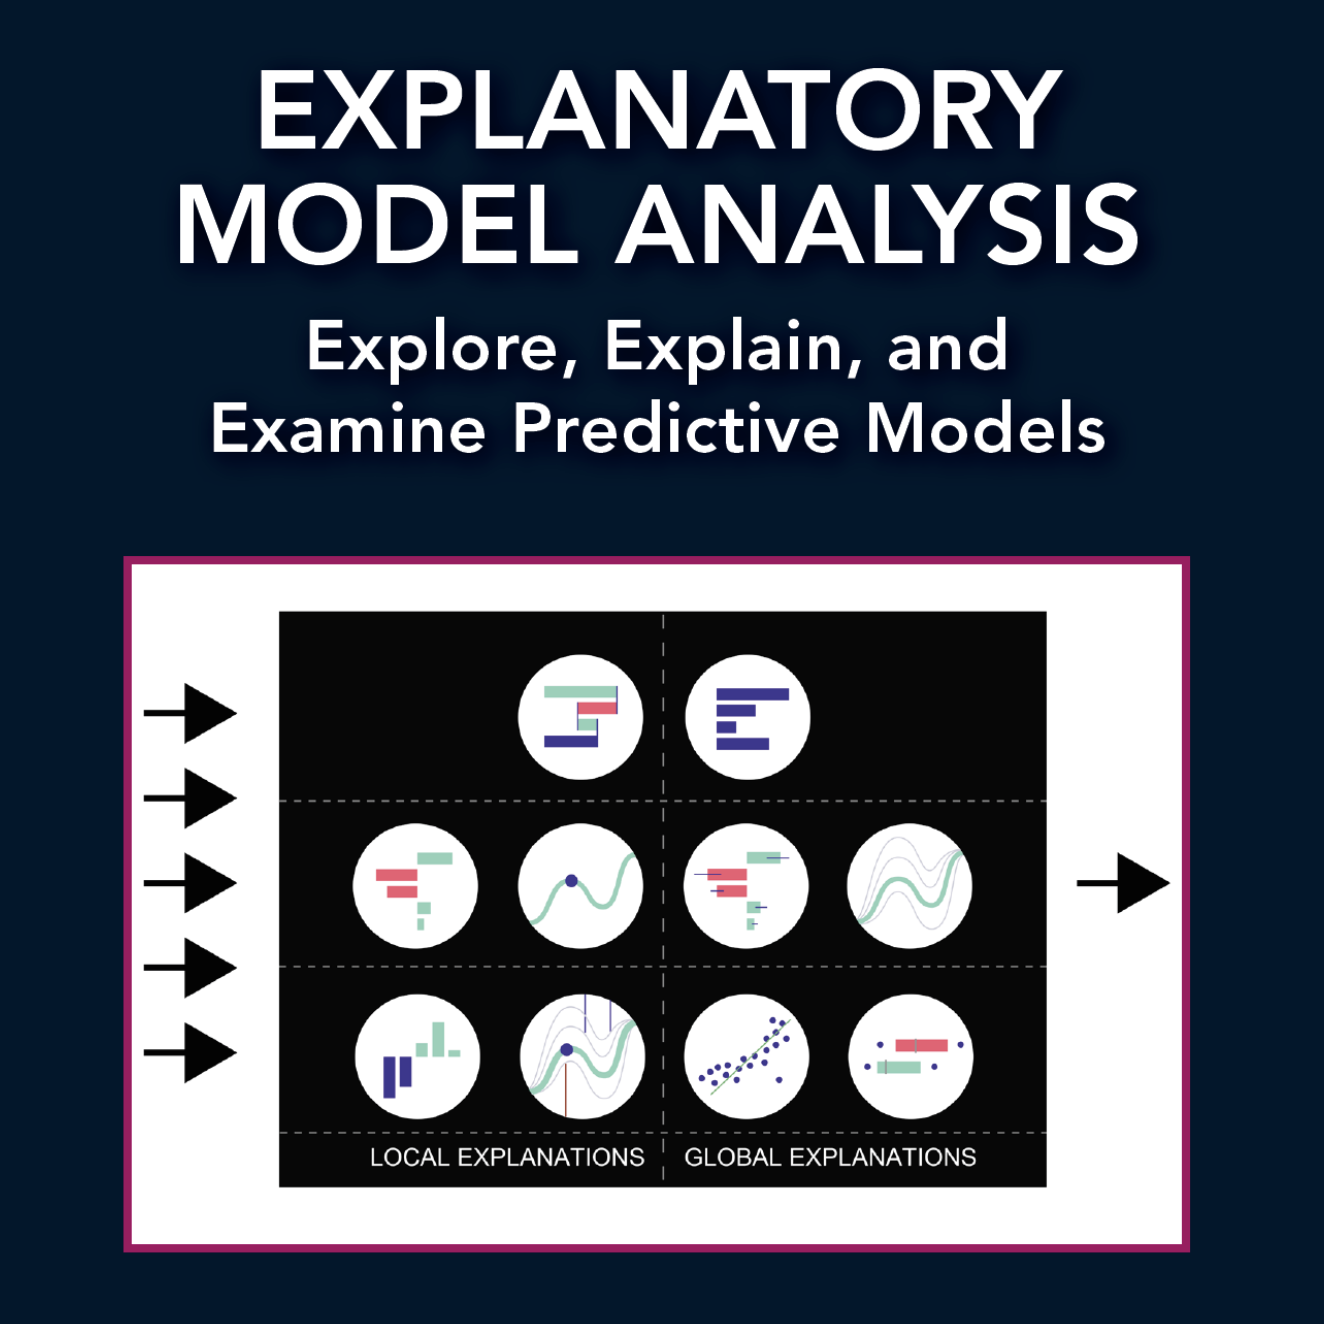 EXPLANATORY
MODEL ANALYSIS
Explore, Explain, and
Examine Predictive Models
LOCAL EXPLANATIONS
GLOBAL EXPLANATIONS